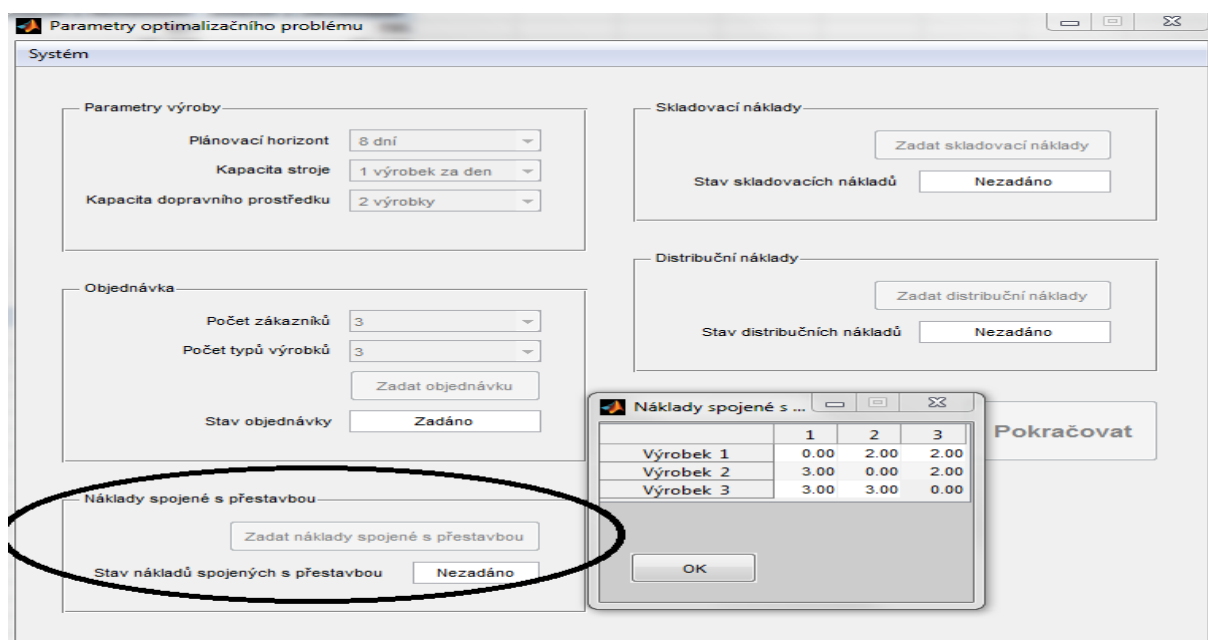 Parametry optimalizačního problému
Systém
Parametry výroby
Plánovací horizont 8 dní
Kapacita stroje 1 výrobek za den
Kapacita dopravního prostředku 2 výrobky
Objednávka
Počet zákazníků 3
Počet typů výrobků 3
Zadat objednávku
Stav objednávky Zadáno
Náklady spojené s přestavbou
Zadat náklady spojené s přestavbou
Stav nákladů spojených s přestavbou Nezadáno
Skladovací náklady
Zadat skladovací náklady
Stav skladovacích nákladů Nezadáno
Distribuční náklady
Zadat distribuční náklady
Stav distribučních nákladů Nezadáno
Pokračovat
Náklady spojené s ...
1 2 3
Výrobek 1 0.00 2.00 2.00
Výrobek 2 3.00 0.00 2.00
Výrobek 3 3.00 3.00 0.00
OK